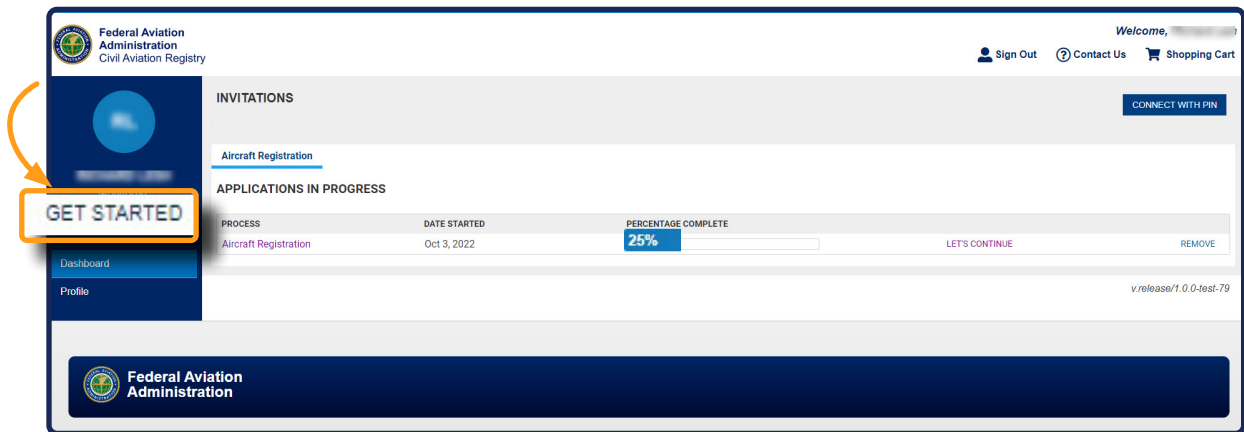 Federal Aviation
Administration
Civil Aviation Registry
Welcome,
Sign Out
Contact Us
Shopping Cart
INVITATIONS
CONNECT WITH PIN
Aircraft Registration
APPLICATIONS IN PROGRESS
GET STARTED
PROCESS DATE STARTED PERCENTAGE COMPLETE
Aircraft Registration Oct 3, 2022 25% LET'S CONTINUE REMOVE
Dashboard
Profile
v.release/1.0.0-test-79
Federal Aviation
Administration